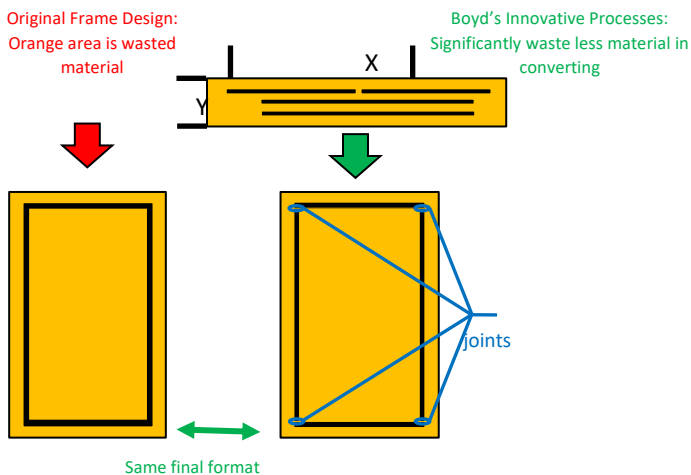 Original Frame Design:
Orange area is wasted
material
Boyd's Innovative Processes:
Significantly waste less material in
converting
X
Y
joints
Same final format